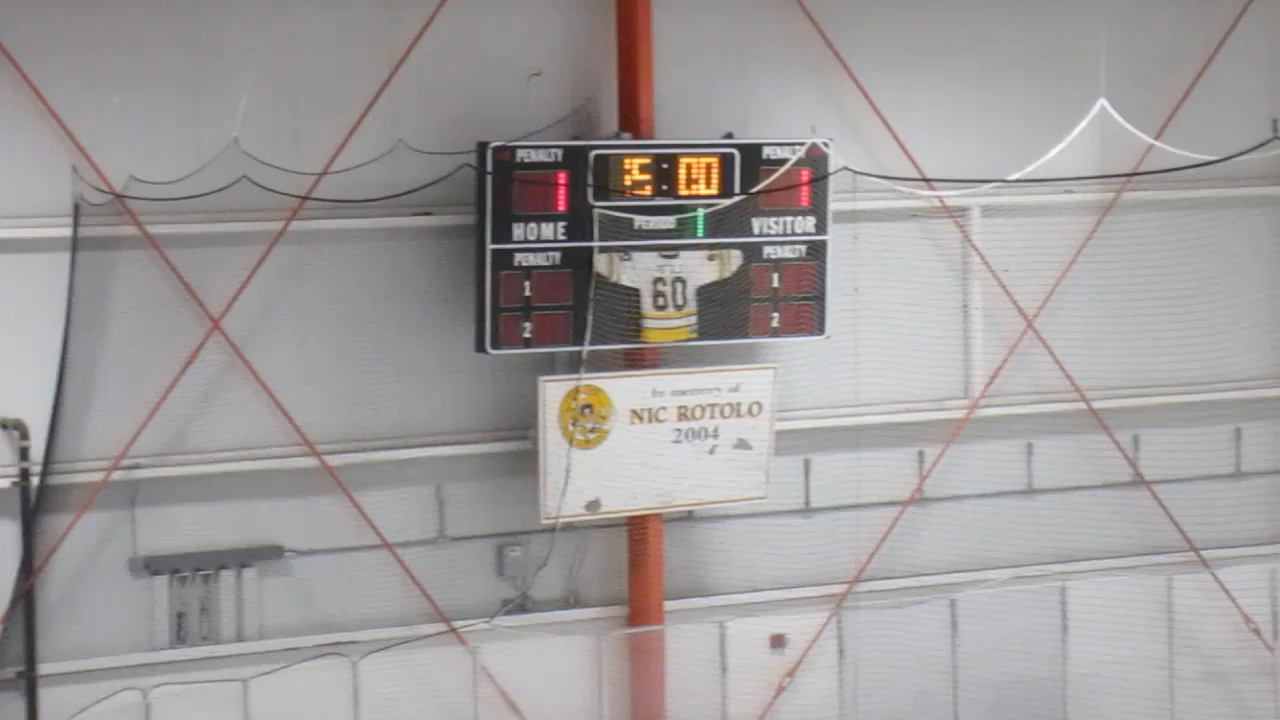 PENALTY 15:00 PENALTY
1 1
HOME PERIOD 1 VISITOR
PENALTY PENALTY
1 60 1
2 2
In memory of
NIC ROTOLO
2004